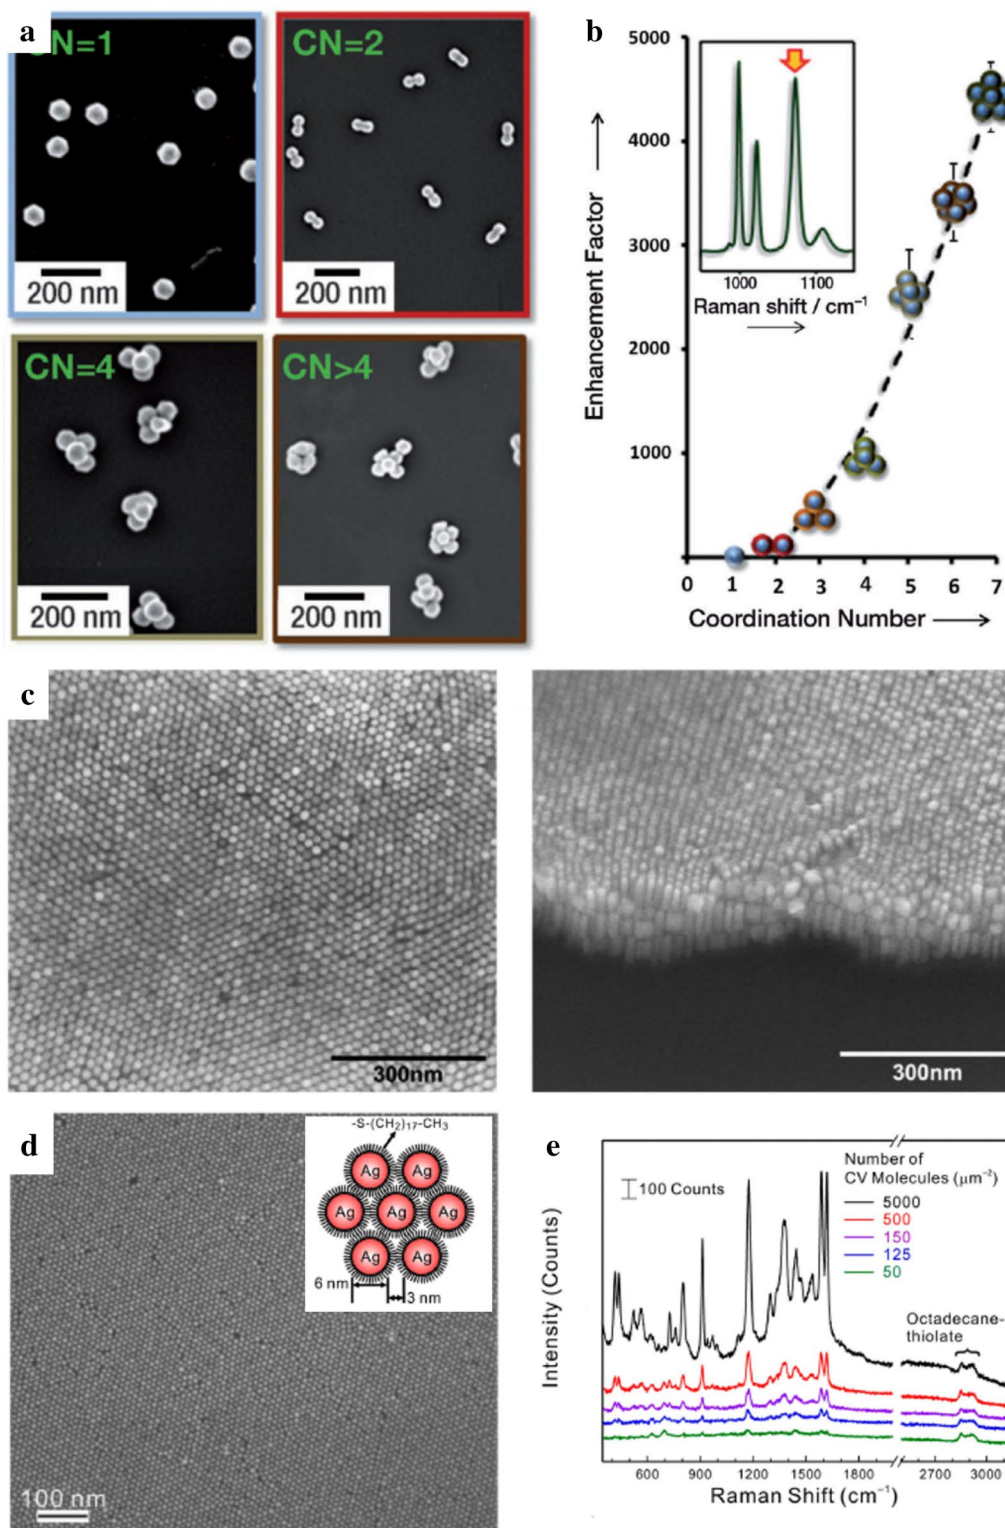 a
CN=1
200 nm
CN=2
200 nm
CN=4
200 nm
CN>4
200 nm
b
5000
4000
3000
2000
1000
0
1
2
3
4
5
6
7
Enhancement Factor
Coordination Number
1000
1100
Raman shift / cm⁻¹
c
300nm
300nm
d
-S-(CH₂)₁₇-CH₃
Ag
Ag
Ag
Ag
Ag
Ag
Ag
6 nm
3 nm
100 nm
e
Intensity (Counts)
100 Counts
Number of
CV Molecules (μm⁻²)
5000
500
150
125
50
Octadecane-
thiolate
600
900
1200
1500
1800
2700
3000
Raman Shift (cm⁻¹)